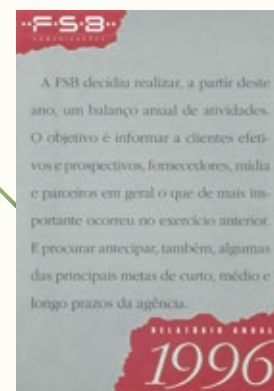 F·S·B
COMUNICAÇÕES
A FSB decidiu realizar, a partir deste
ano, um balanço anual de atividades.
O objetivo é informar a clientes efeti-
vos e prospectivos, fornecedores, mídia
e parceiros em geral o que de mais im-
portante ocorreu no exercício anterior.
E procurar antecipar, também, algumas
das principais metas de curto, médio e
longo prazos da agência.
RELATÓRIO ANUAL
1996